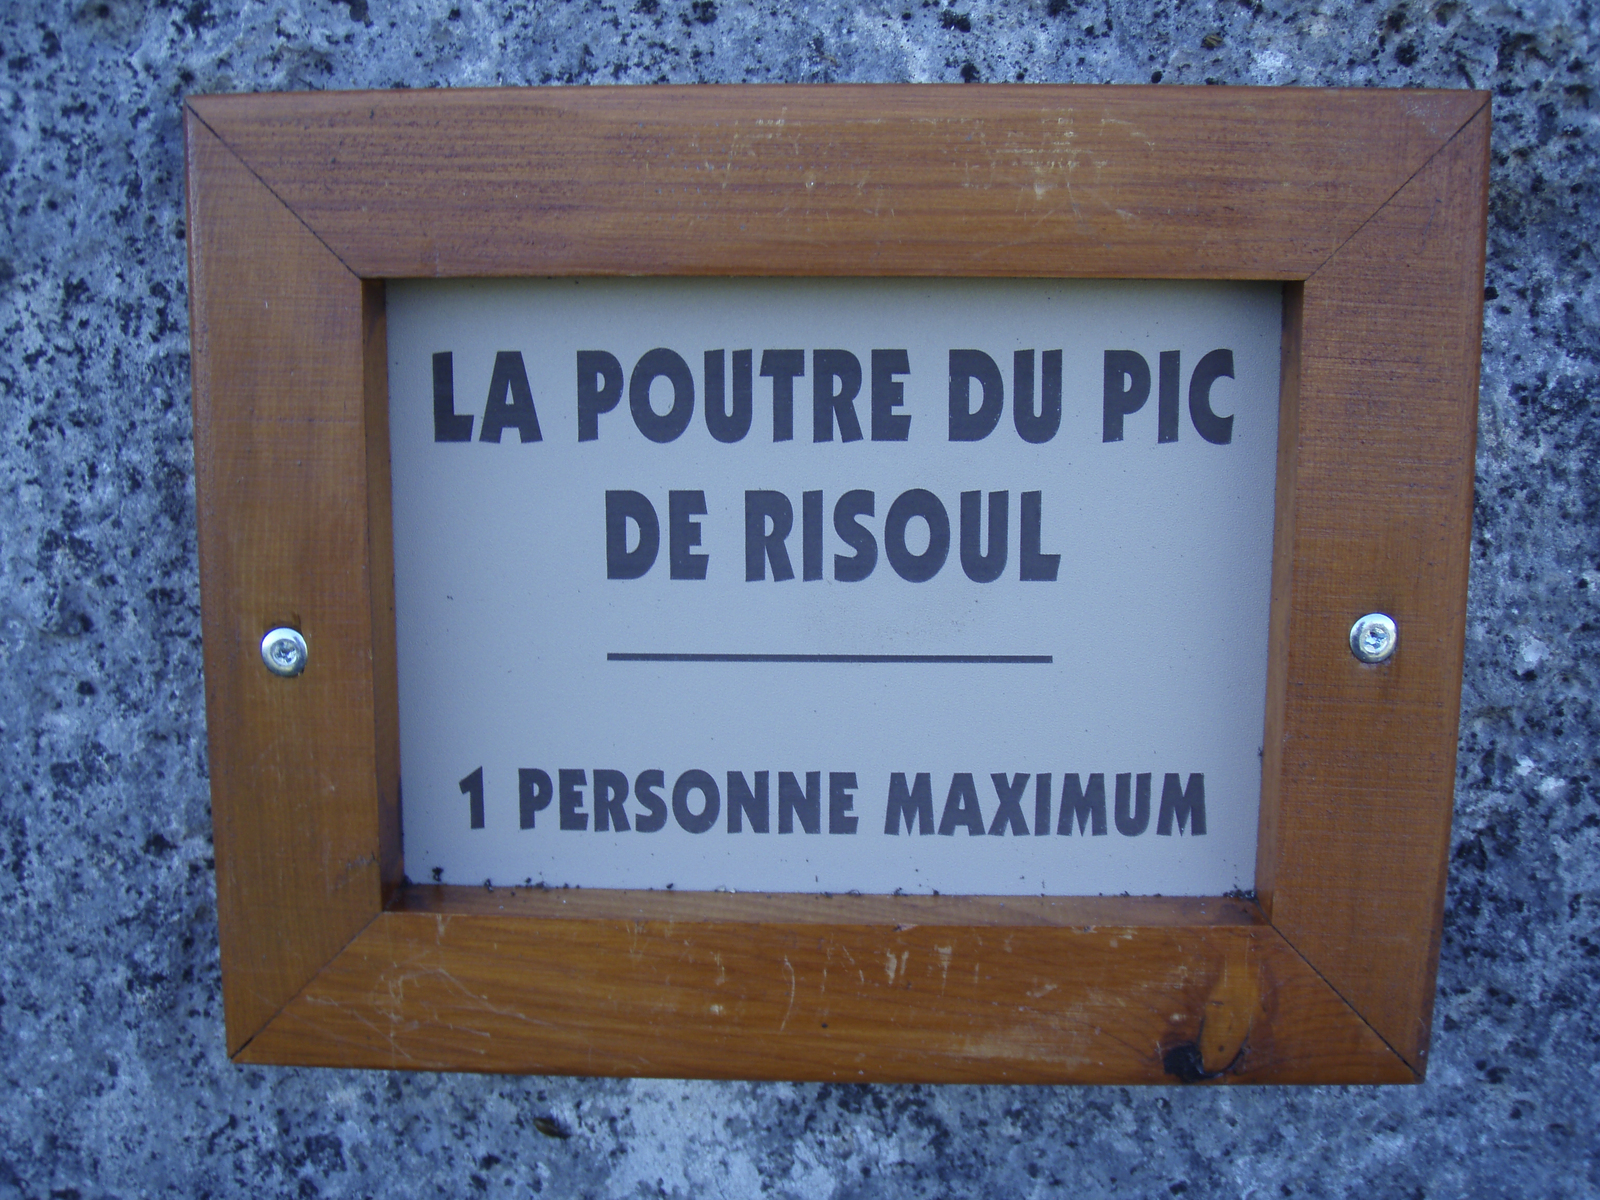 LA POUTRE DU PIC
DE RISOUL
1 PERSONNE MAXIMUM